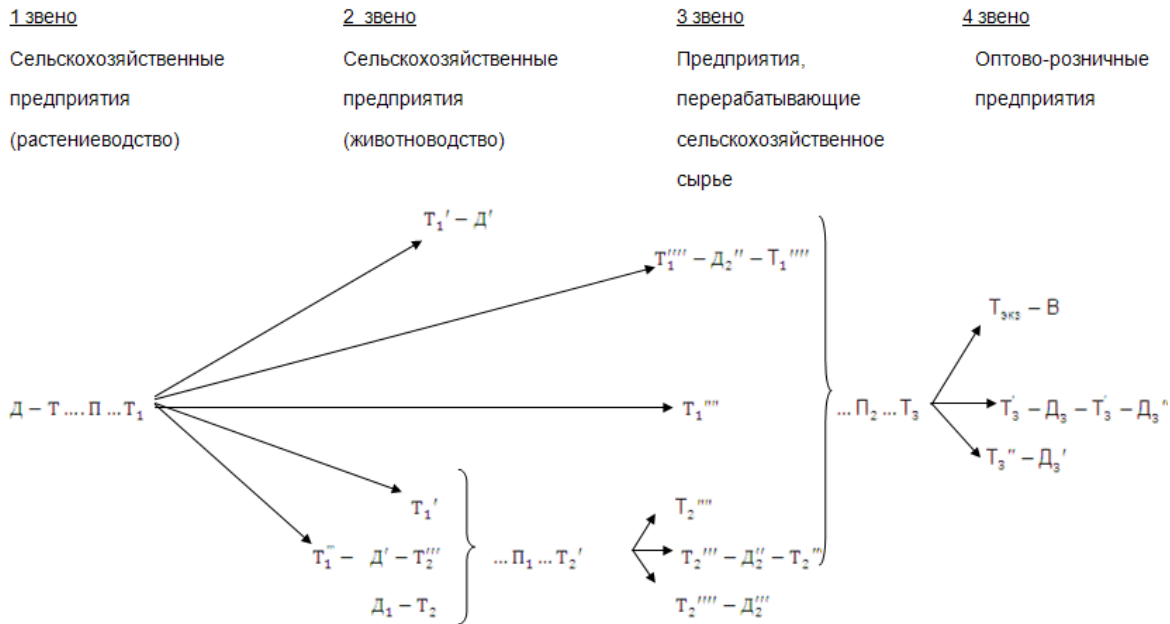 1 звено
2 звено
3 звено
4 звено
Сельскохозяйственные
предприятия
(растениеводство)
Сельскохозяйственные
предприятия
(животноводство)
Предприятия,
перерабатывающие
сельскохозяйственное
сырье
Оптово-розничные
предприятия
Т₁′ − Д′
Т₁′′′′ − Д₂″ − Т₁′′′′
Т_экз − В
Д − Т .... П ... Т₁
Т₁′′′′
... П₂ ... Т₃
Т₃′ − Д₃ − Т₃′ − Д₃″
Т₃″ − Д₃′
Т₁′
Т₂′′′′
Т₁‴ − Д′ − Т₂‴
... П₁ ... Т₂′
Т₂‴ − Д₂″ − Т₂‴
Д₁ − Т₂
Т₂′′′′ − Д₂‴